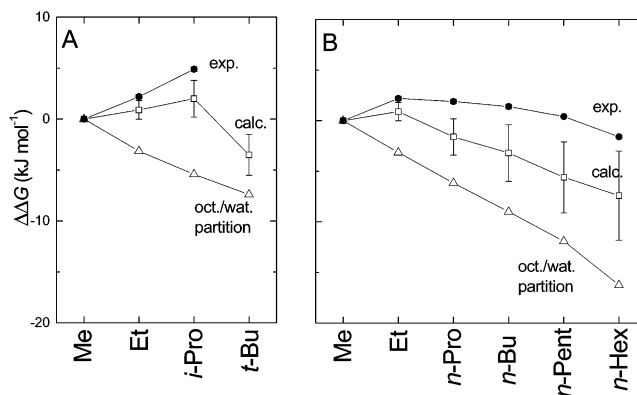 A
B
10
0
-10
-20
ΔΔG (kJ mol⁻¹)
exp.
calc.
oct./wat.
partition
exp.
calc.
oct./wat.
partition
Me
Et
i-Pro
t-Bu
Me
Et
n-Pro
n-Bu
n-Pent
n-Hex